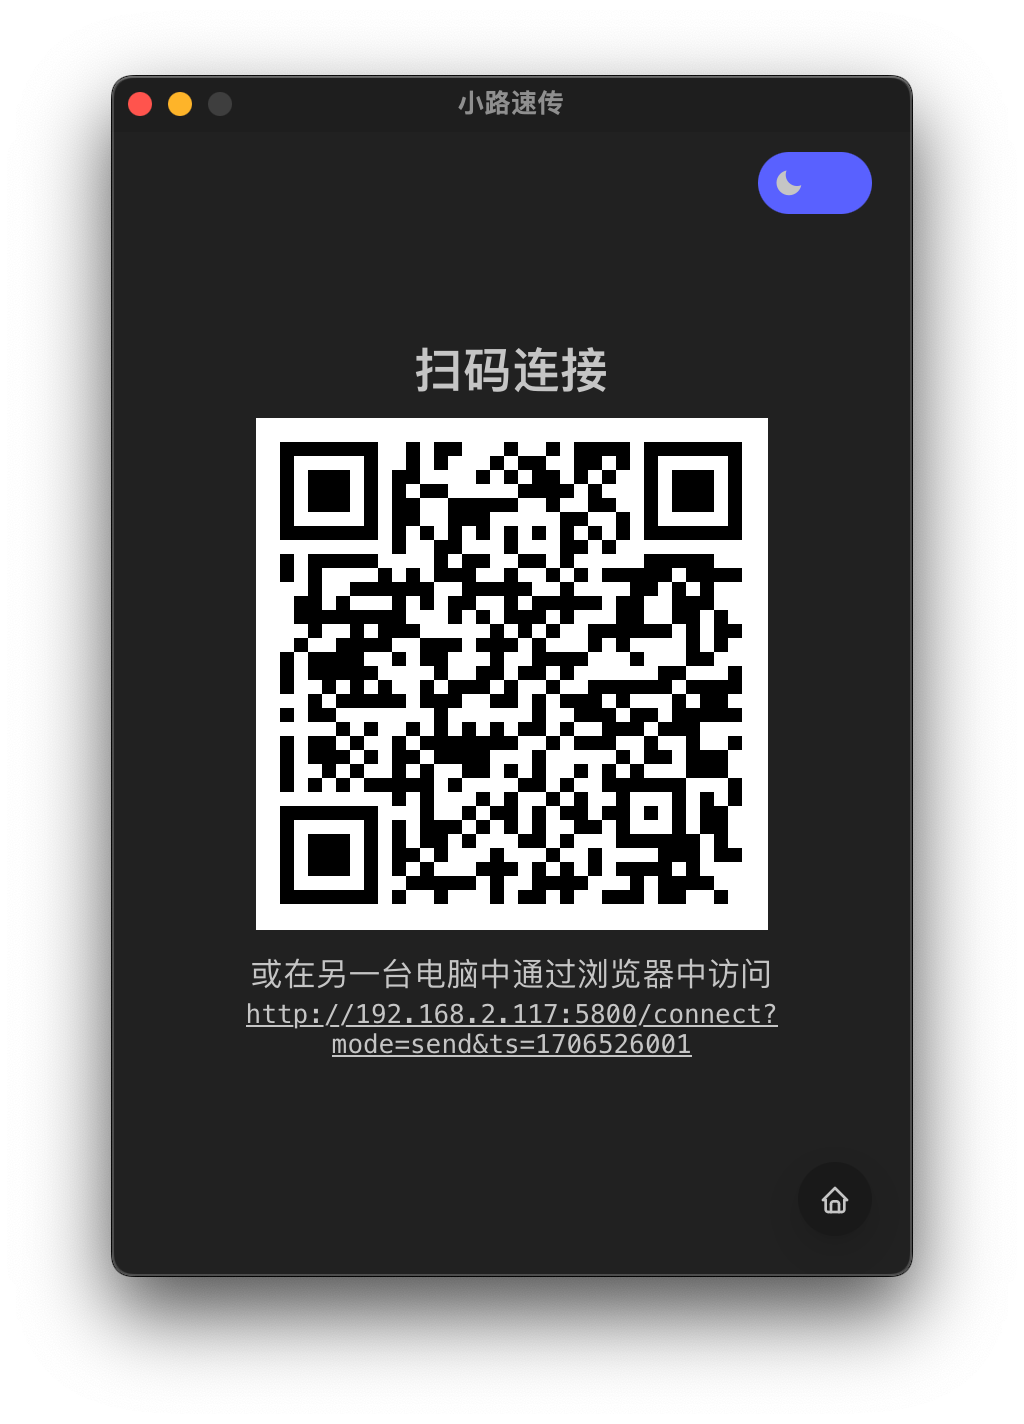 小路速传
扫码连接
或在另一台电脑中通过浏览器中访问
http://192.168.2.117:5800/connect?
mode=send&ts=1706526001